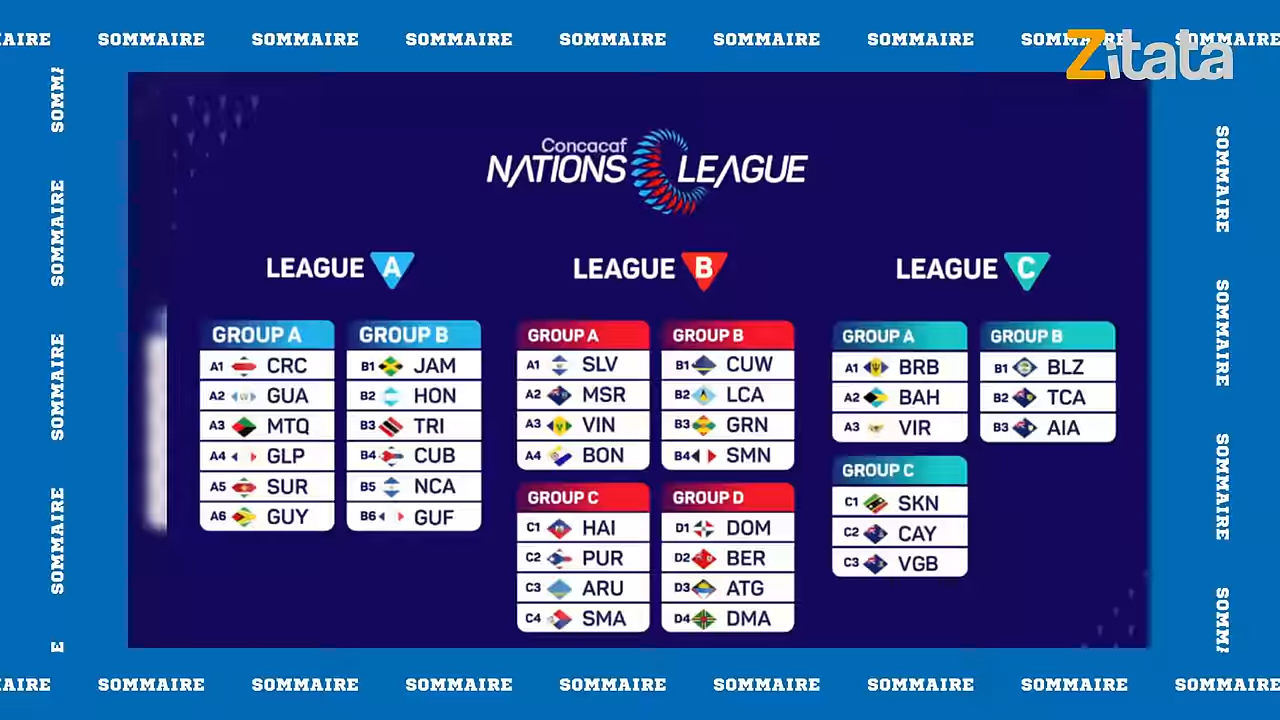 AIRE SOMMAIRE SOMMAIRE SOMMAIRE SOMMAIRE SOMMAIRE SOMMAIRE SOMMAIRE SOMMAIRE
Zitata
SOMM
SOMMAIRE
SOMMAIRE
SOMMAIRE
E
SOMMAIRE
SOMMAIRE
SOMMAIRE
SOMM
Concacaf
NATIONS LEAGUE
LEAGUE A
GROUP A
A1 CRC
A2 GUA
A3 MTQ
A4 GLP
A5 SUR
A6 GUY
GROUP B
B1 JAM
B2 HON
B3 TRI
B4 CUB
B5 NCA
B6 GUF
LEAGUE B
GROUP A
A1 SLV
A2 MSR
A3 VIN
A4 BON
GROUP B
B1 CUW
B2 LCA
B3 GRN
B4 SMN
GROUP C
C1 HAI
C2 PUR
C3 ARU
C4 SMA
GROUP D
D1 DOM
D2 BER
D3 ATG
D4 DMA
LEAGUE C
GROUP A
A1 BRB
A2 BAH
A3 VIR
GROUP B
B1 BLZ
B2 TCA
B3 AIA
GROUP C
C1 SKN
C2 CAY
C3 VGB
AIRE SOMMAIRE SOMMAIRE SOMMAIRE SOMMAIRE SOMMAIRE SOMMAIRE SOMMAIRE SOMMAIRE